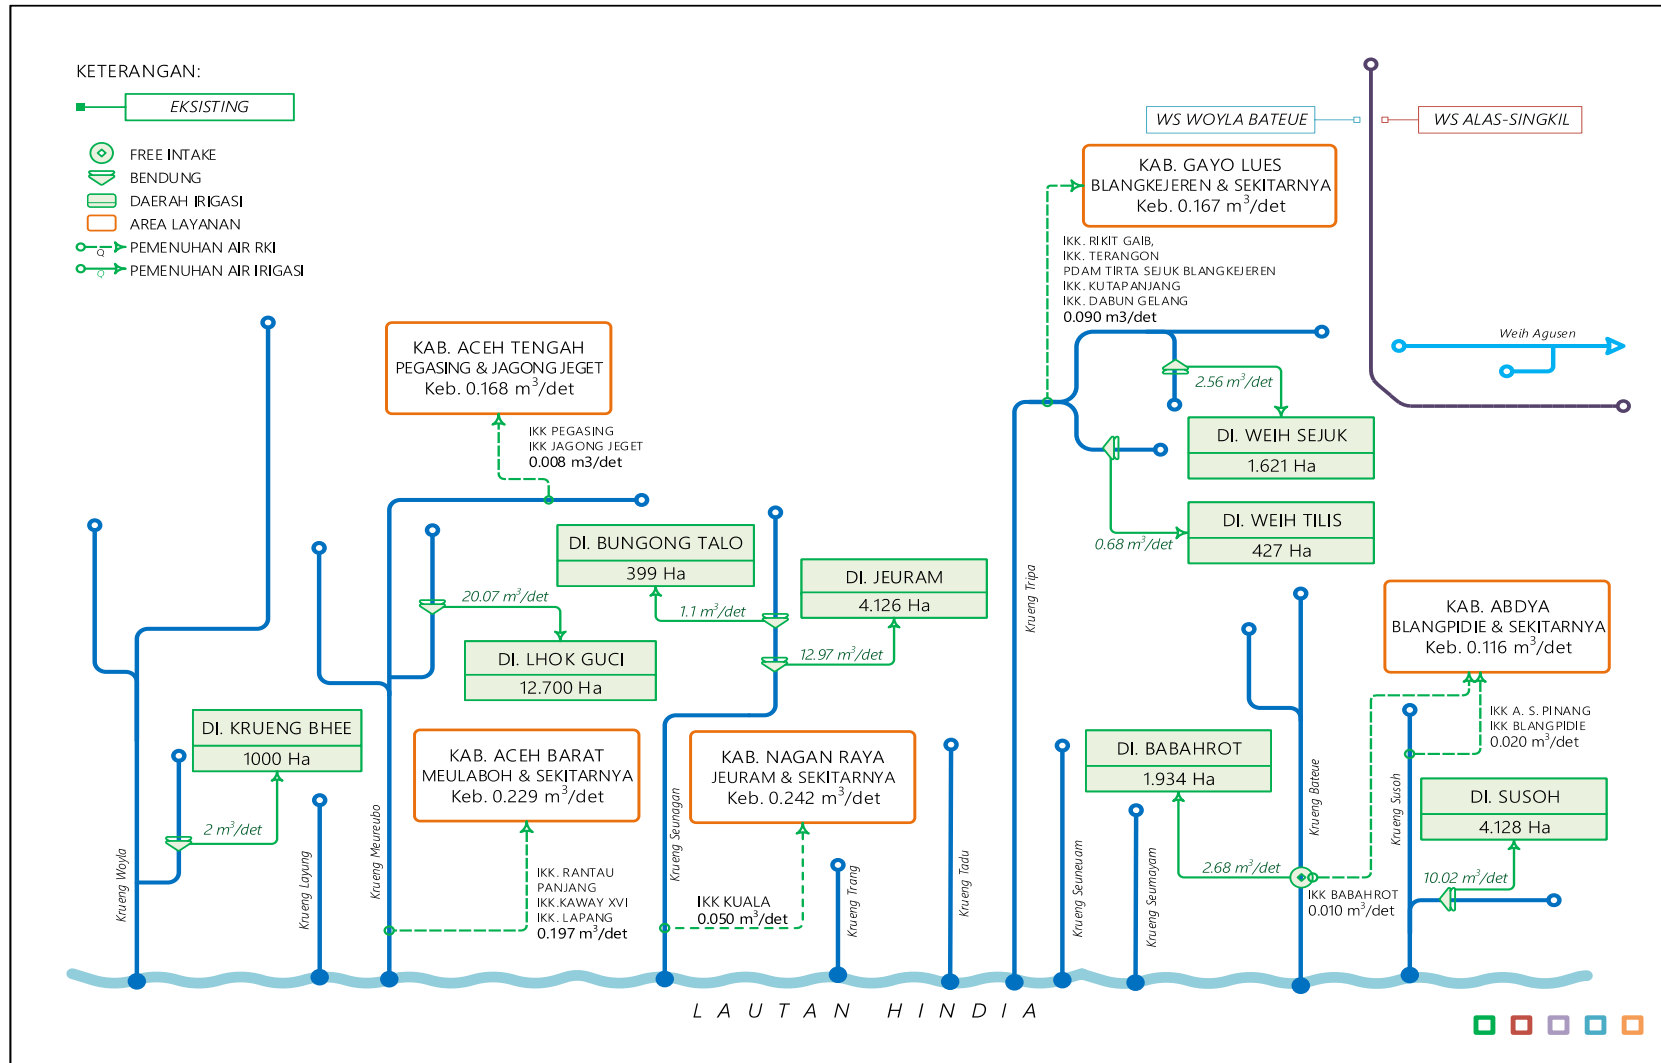 KETERANGAN:
EKSISTING
FREE INTAKE
BENDUNG
DAERAH IRIGASI
AREA LAYANAN
Q
PEMENUHAN AIR RKI
Q
PEMENUHAN AIR IRIGASI
WS WOYLA BATEUE
WS ALAS-SINGKIL
KAB. GAYO LUES
BLANGKEJEREN & SEKITARNYA
Keb. 0.167 m³/det
IKK. RIKIT GAIB,
IKK. TERANGON
PDAM TIRTA SEJUK BLANGKEJEREN
IKK. KUTAPANJANG
IKK. DABUN GELANG
0.090 m3/det
Weih Agusen
KAB. ACEH TENGAH
PEGASING & JAGONG JEGET
Keb. 0.168 m³/det
IKK PEGASING
IKK JAGONG JEGET
0.008 m3/det
2.56 m³/det
DI. WEIH SEJUK
1.621 Ha
DI. WEIH TILIS
427 Ha
0.68 m³/det
DI. BUNGONG TALO
399 Ha
1.1 m³/det
DI. JEURAM
4.126 Ha
12.97 m³/det
20.07 m³/det
DI. LHOK GUCI
12.700 Ha
Krueng Tripa
KAB. ABDYA
BLANGPIDIE & SEKITARNYA
Keb. 0.116 m³/det
IKK A. S. PINANG
IKK BLANGPIDIE
0.020 m³/det
DI. KRUENG BHEE
1000 Ha
2 m³/det
KAB. ACEH BARAT
MEULABOH & SEKITARNYA
Keb. 0.229 m³/det
KAB. NAGAN RAYA
JEURAM & SEKITARNYA
Keb. 0.242 m³/det
DI. BABAHROT
1.934 Ha
2.68 m³/det
DI. SUSOH
4.128 Ha
10.02 m³/det
IKK BABAHROT
0.010 m³/det
IKK. RANTAU
PANJANG
IKK.KAWAY XVI
IKK. LAPANG
0.197 m³/det
IKK KUALA
0.050 m³/det
Krueng Woyla
Krueng Layung
Krueng Meureubo
Krueng Seunagan
Krueng Trang
Krueng Tadu
Krueng Seuneuam
Krueng Seumayam
Krueng Bateue
Krueng Susoh
LAUTAN HINDIA